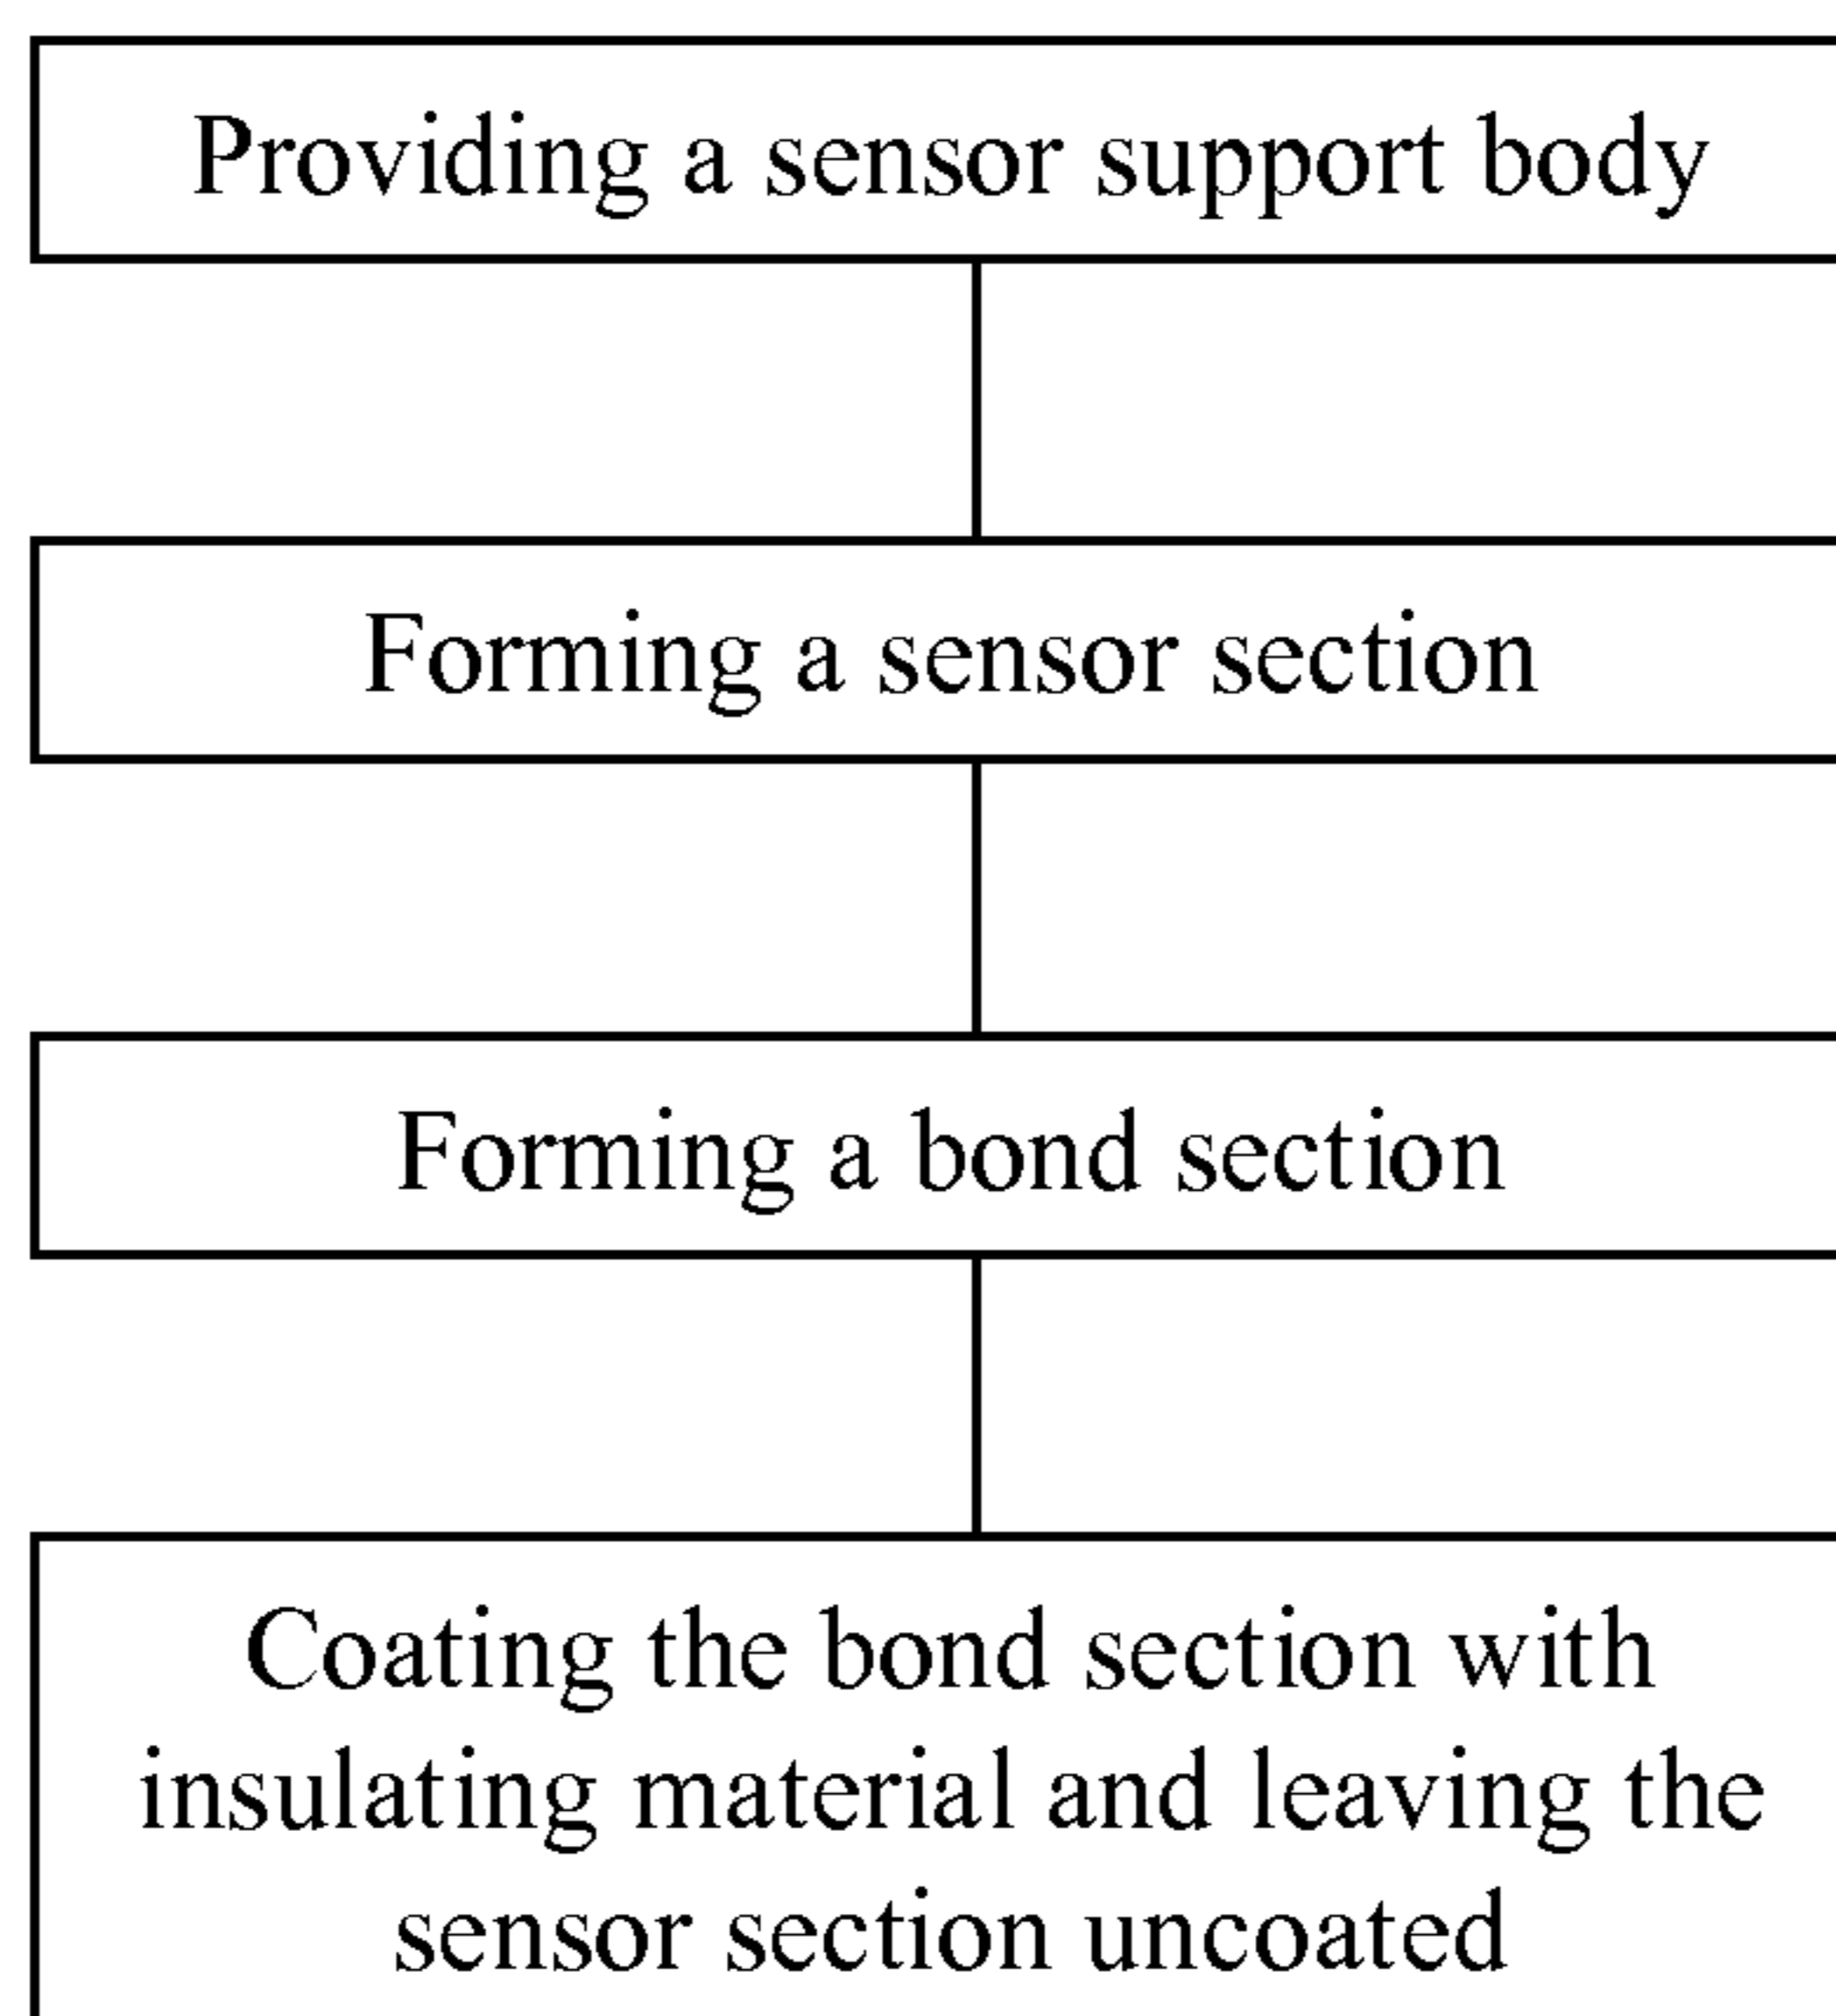 Providing a sensor support body
Forming a sensor section
Forming a bond section
Coating the bond section with
insulating material and leaving the
sensor section uncoated